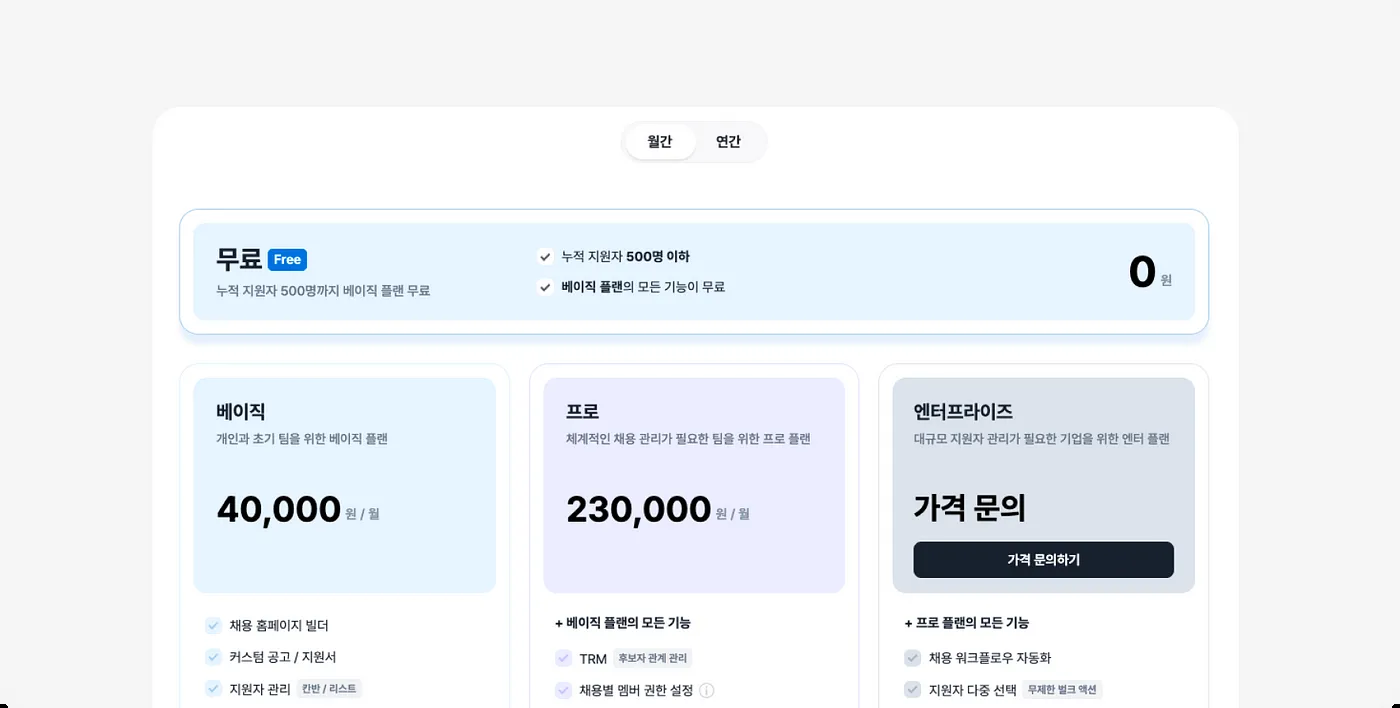 월간 연간
무료 Free
누적 지원자 500명까지 베이직 플랜 무료
누적 지원자 500명 이하
베이직 플랜의 모든 기능이 무료
0 원
베이직
개인과 초기 팀을 위한 베이직 플랜
40,000 원 / 월
채용 홈페이지 빌더
커스텀 공고 / 지원서
지원자 관리 칸반 / 리스트
프로
체계적인 채용 관리가 필요한 팀을 위한 프로 플랜
230,000 원 / 월
+ 베이직 플랜의 모든 기능
TRM 후보자 관계 관리
채용별 멤버 권한 설정
엔터프라이즈
대규모 지원자 관리가 필요한 기업을 위한 엔터 플랜
가격 문의
가격 문의하기
+ 프로 플랜의 모든 기능
채용 워크플로우 자동화
지원자 다중 선택 무제한 벌크 액션